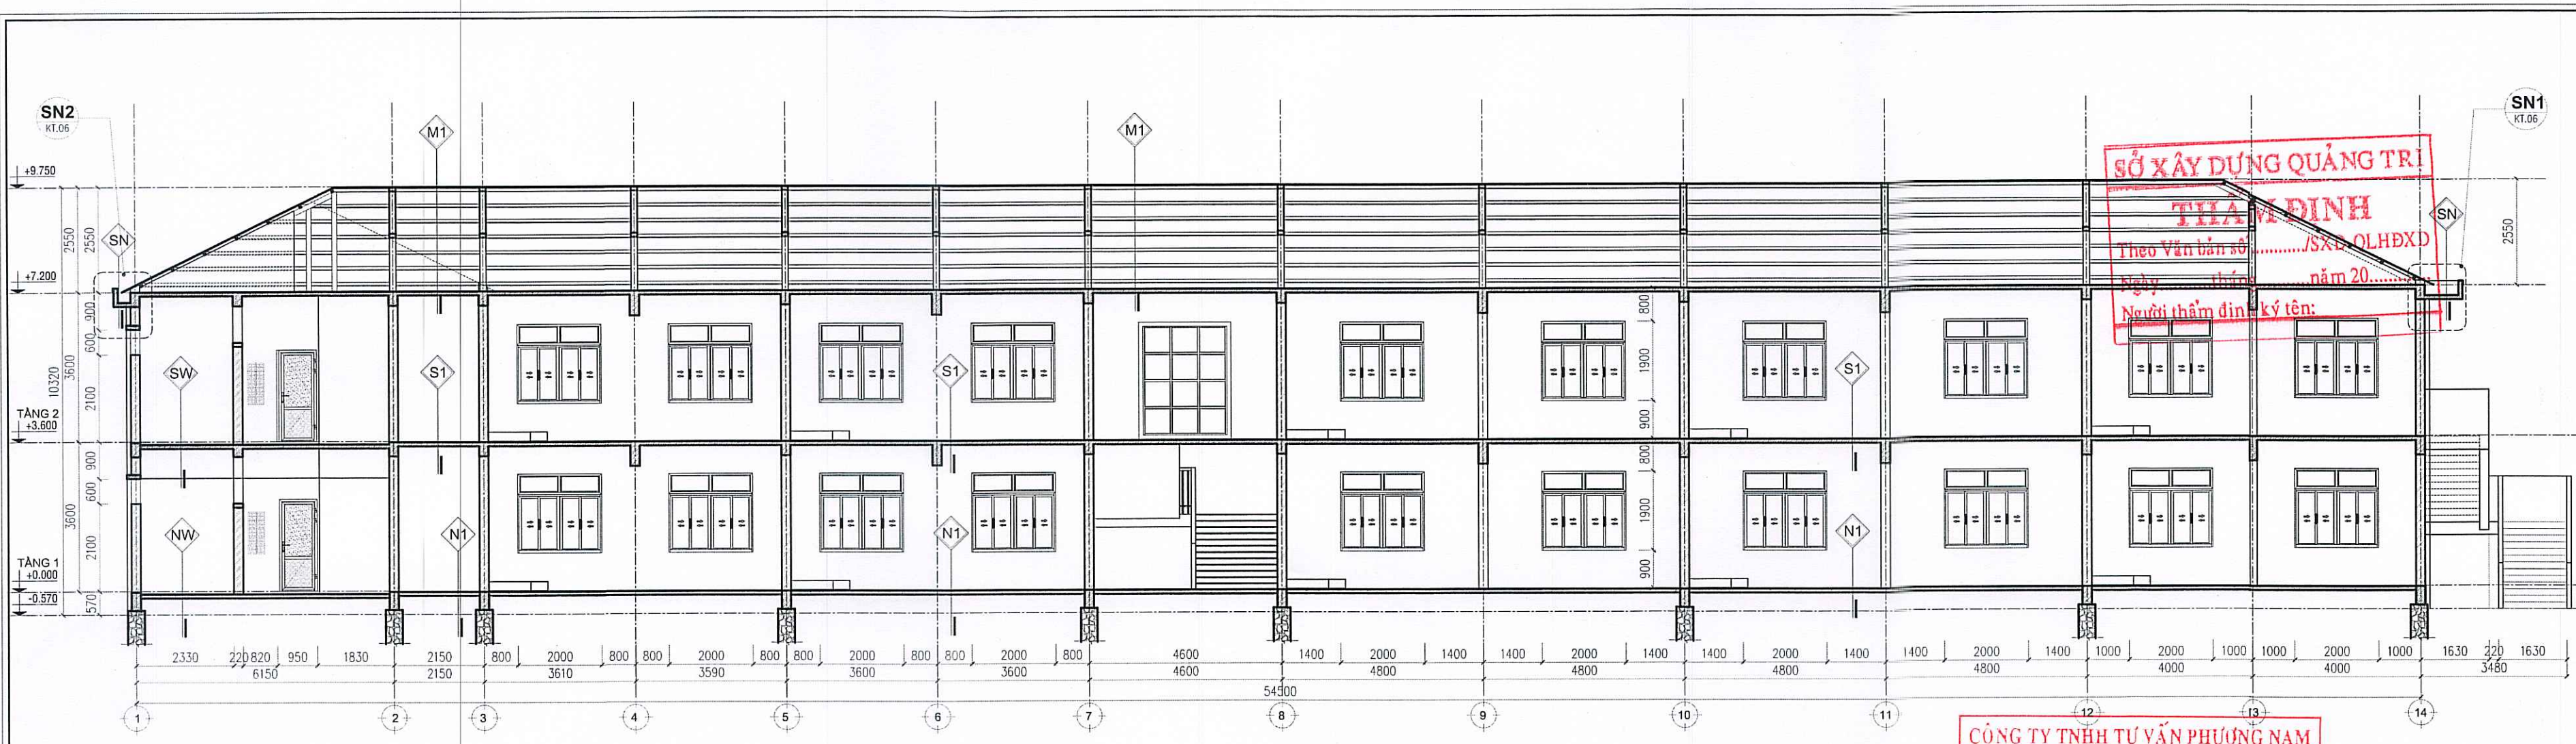 SN2
KT.06
M1
M1
SN1
KT.06
SỞ XÂY DỰNG QUẢNG TRỊ
THẨM ĐỊNH
Theo Văn bản số........../SXD-QLHĐXD
Ngày..........tháng..........năm 20..........
Người thẩm định ký tên:
+9.750
SN
SN
2550
2550
2550
+7.200
900
600
3600
10320
2100
SW
S1
S1
S1
800
1900
900
TẦNG 2
+3.600
900
600
3600
2100
NW
N1
N1
N1
800
1900
900
TẦNG 1
+0.000
-0.570
570
2330 220 820 950 1830 2150 800 2000 800 800 2000 800 800 2000 800 800 2000 800 4600 1400 2000 1400 1400 2000 1400 1400 2000 1400 1400 2000 1400 1000 2000 1000 1000 2000 1000 1630 220 1630
6150 2150 3610 3590 3600 3600 4600 4800 4800 4800 4800 4000 4000 3480
54500
1 2 3 4 5 6 7 8 9 10 11 12 13 14
CÔNG TY TNHH TƯ VẤN PHƯƠNG NAM